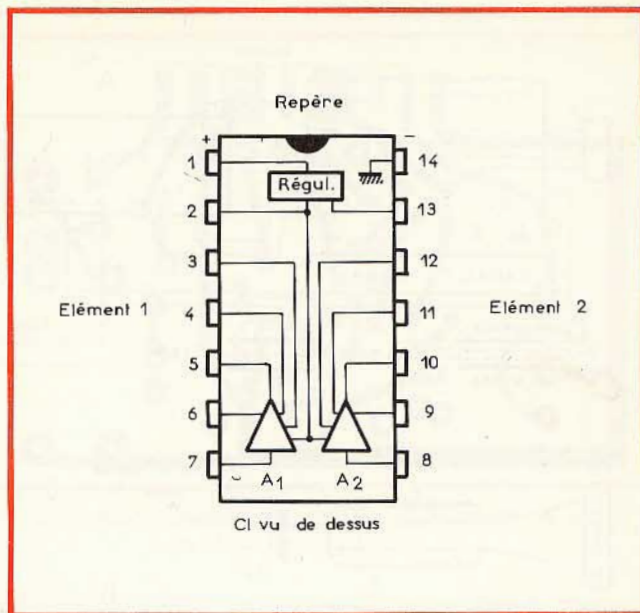 Repère
+ -
1 14
Régul.
2 13
3 12
Elément 1 4 11 Elément 2
5 10
6 9
7 8
A1 A2
CI vu de dessus